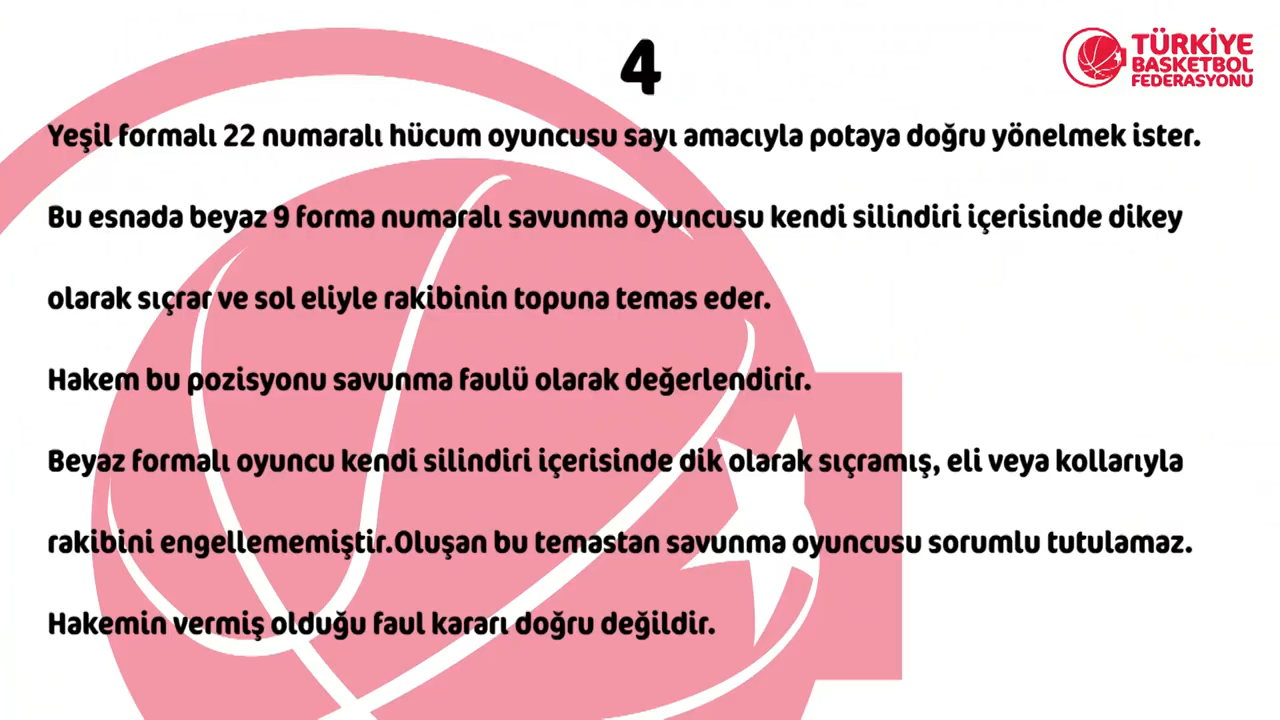 4
TÜRKİYE
BASKETBOL
FEDERASYONU
Yeşil formalı 22 numaralı hücum oyuncusu sayı amacıyla potaya doğru yönelmek ister.
Bu esnada beyaz 9 forma numaralı savunma oyuncusu kendi silindiri içerisinde dikey
olarak sıçrar ve sol eliyle rakibinin topuna temas eder.
Hakem bu pozisyonu savunma faulü olarak değerlendirir.
Beyaz formalı oyuncu kendi silindiri içerisinde dik olarak sıçramış, eli veya kollarıyla
rakibini engellememiştir.Oluşan bu temastan savunma oyuncusu sorumlu tutulamaz.
Hakemin vermiş olduğu faul kararı doğru değildir.